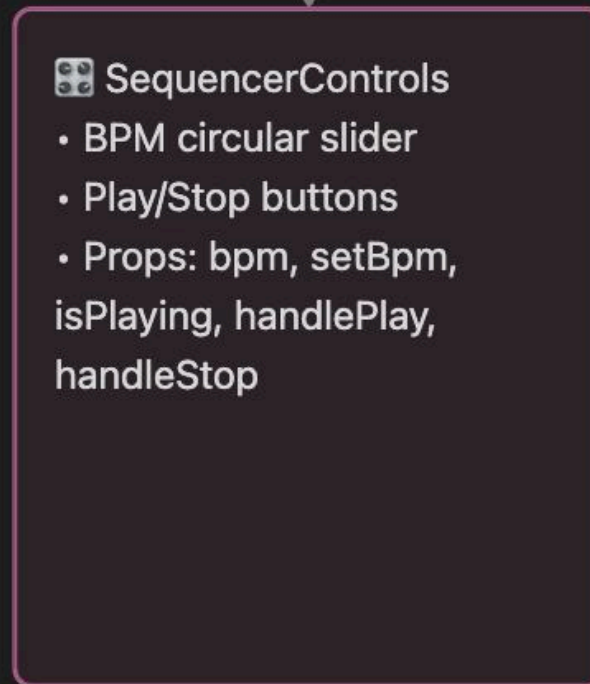 🎛 SequencerControls
• BPM circular slider
• Play/Stop buttons
• Props: bpm, setBpm,
isPlaying, handlePlay,
handleStop